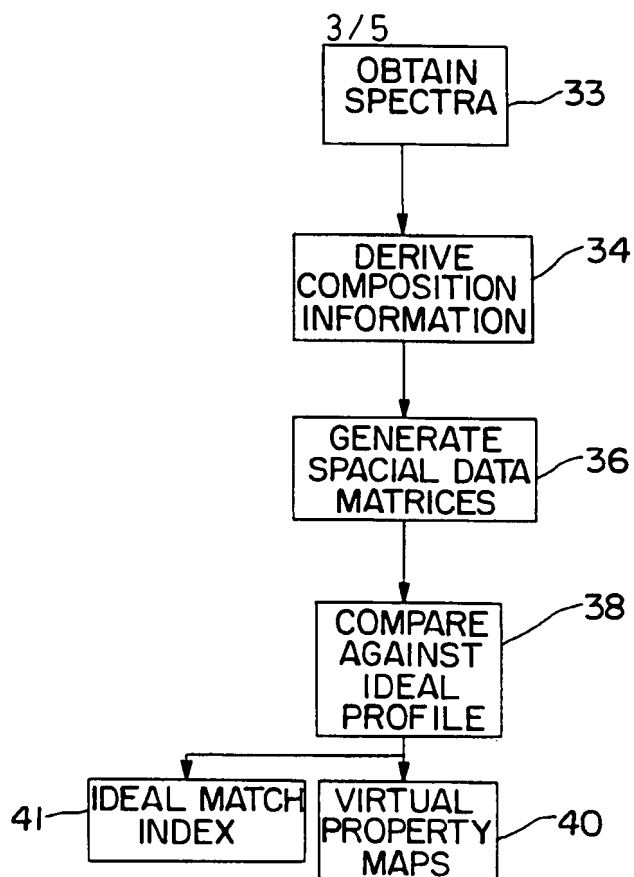 3/5
OBTAIN
SPECTRA
33
DERIVE
COMPOSITION
INFORMATION
34
GENERATE
SPACIAL DATA
MATRICES
36
COMPARE
AGAINST
IDEAL
PROFILE
38
41
IDEAL MATCH
INDEX
VIRTUAL
PROPERTY
MAPS
40